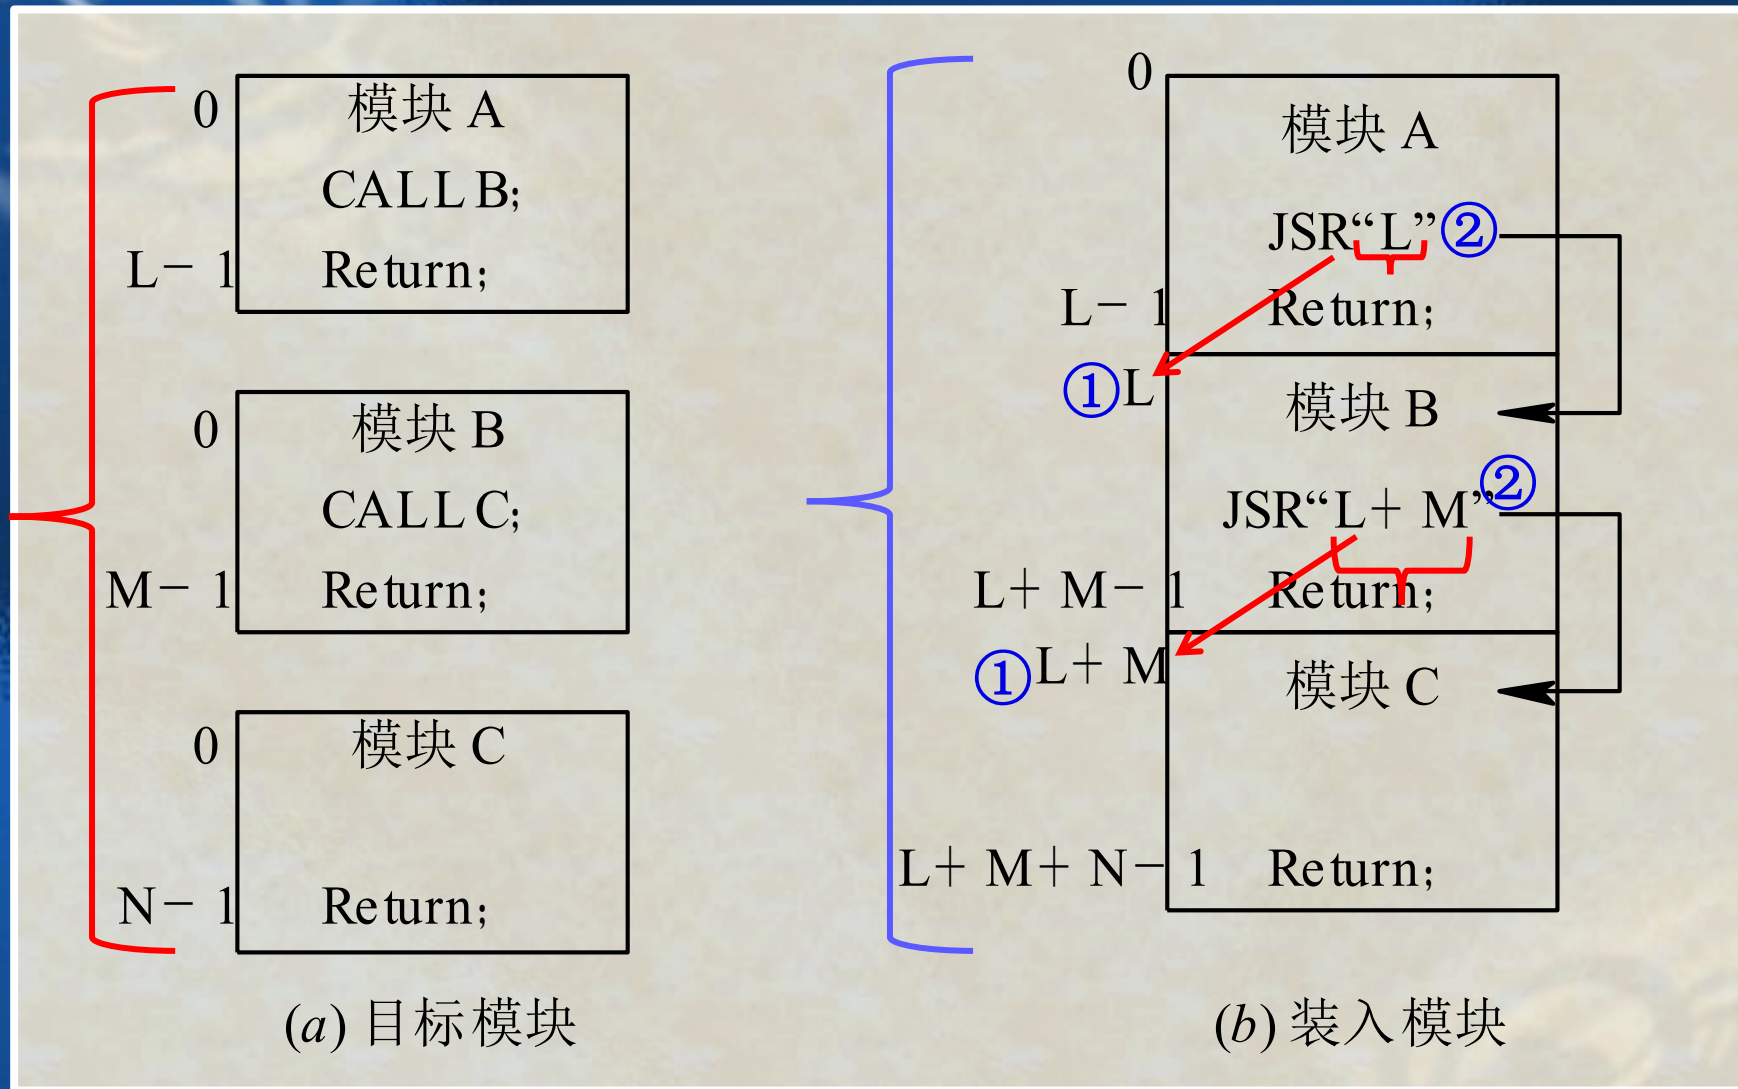 0
模块 A
CALL B;
L－1
Return;
0
模块 B
CALL C;
M－1
Return;
0
模块 C
N－1
Return;
(a) 目标模块
0
模块 A
JSR“L”②
L－1
Return;
①L
模块 B
JSR“L＋M”②
L＋M－1
Return;
①L＋M
模块 C
L＋M＋N－1
Return;
(b) 装入模块